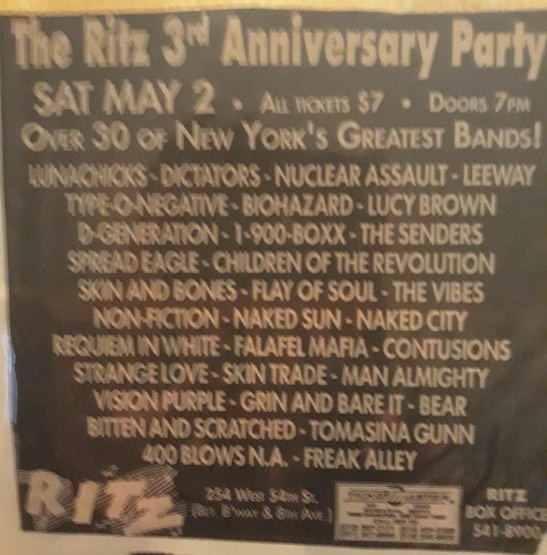 The Ritz 3rd Anniversary Party
SAT MAY 2 • ALL TICKETS $7 • DOORS 7PM
OVER 30 OF NEW YORK'S GREATEST BANDS!
LUNACHICKS - DICTATORS - NUCLEAR ASSAULT - LEEWAY
TYPE-O-NEGATIVE - BIOHAZARD - LUCY BROWN
D-GENERATION - 1-900-BOXX - THE SENDERS
SPREAD EAGLE - CHILDREN OF THE REVOLUTION
SKIN AND BONES - FLAY OF SOUL - THE VIBES
NON-FICTION - NAKED SUN - NAKED CITY
REQUIEM IN WHITE - FALAFEL MAFIA - CONTUSIONS
STRANGE LOVE - SKIN TRADE - MAN ALMIGHTY
VISION PURPLE - GRIN AND BARE IT - BEAR
BITTEN AND SCRATCHED - TOMASINA GUNN
400 BLOWS N.A. - FREAK ALLEY
RITZ
254 WEST 54TH ST.
(BET. B'WAY & 8TH AVE.)
RITZ
BOX OFFICE
541-8900